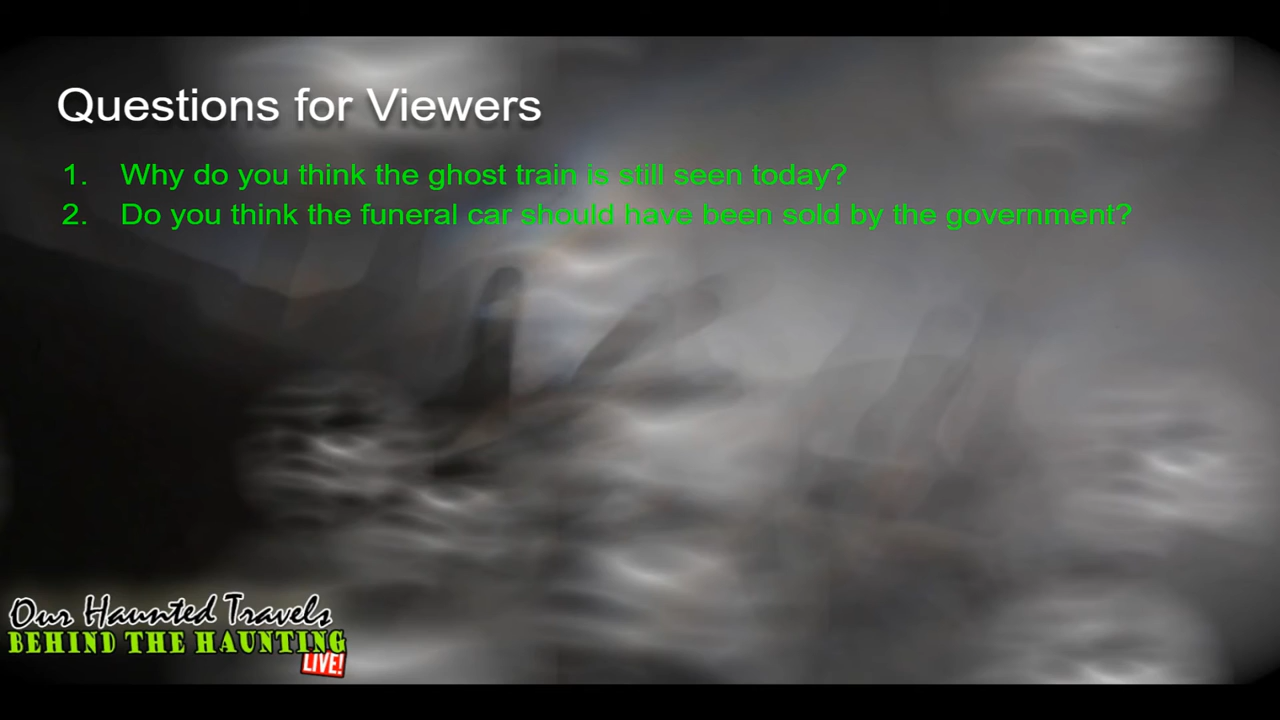 Questions for Viewers
1. Why do you think the ghost train is still seen today?
2. Do you think the funeral car should have been sold by the government?
Our Haunted Travels
BEHIND THE HAUNTING
LIVE!